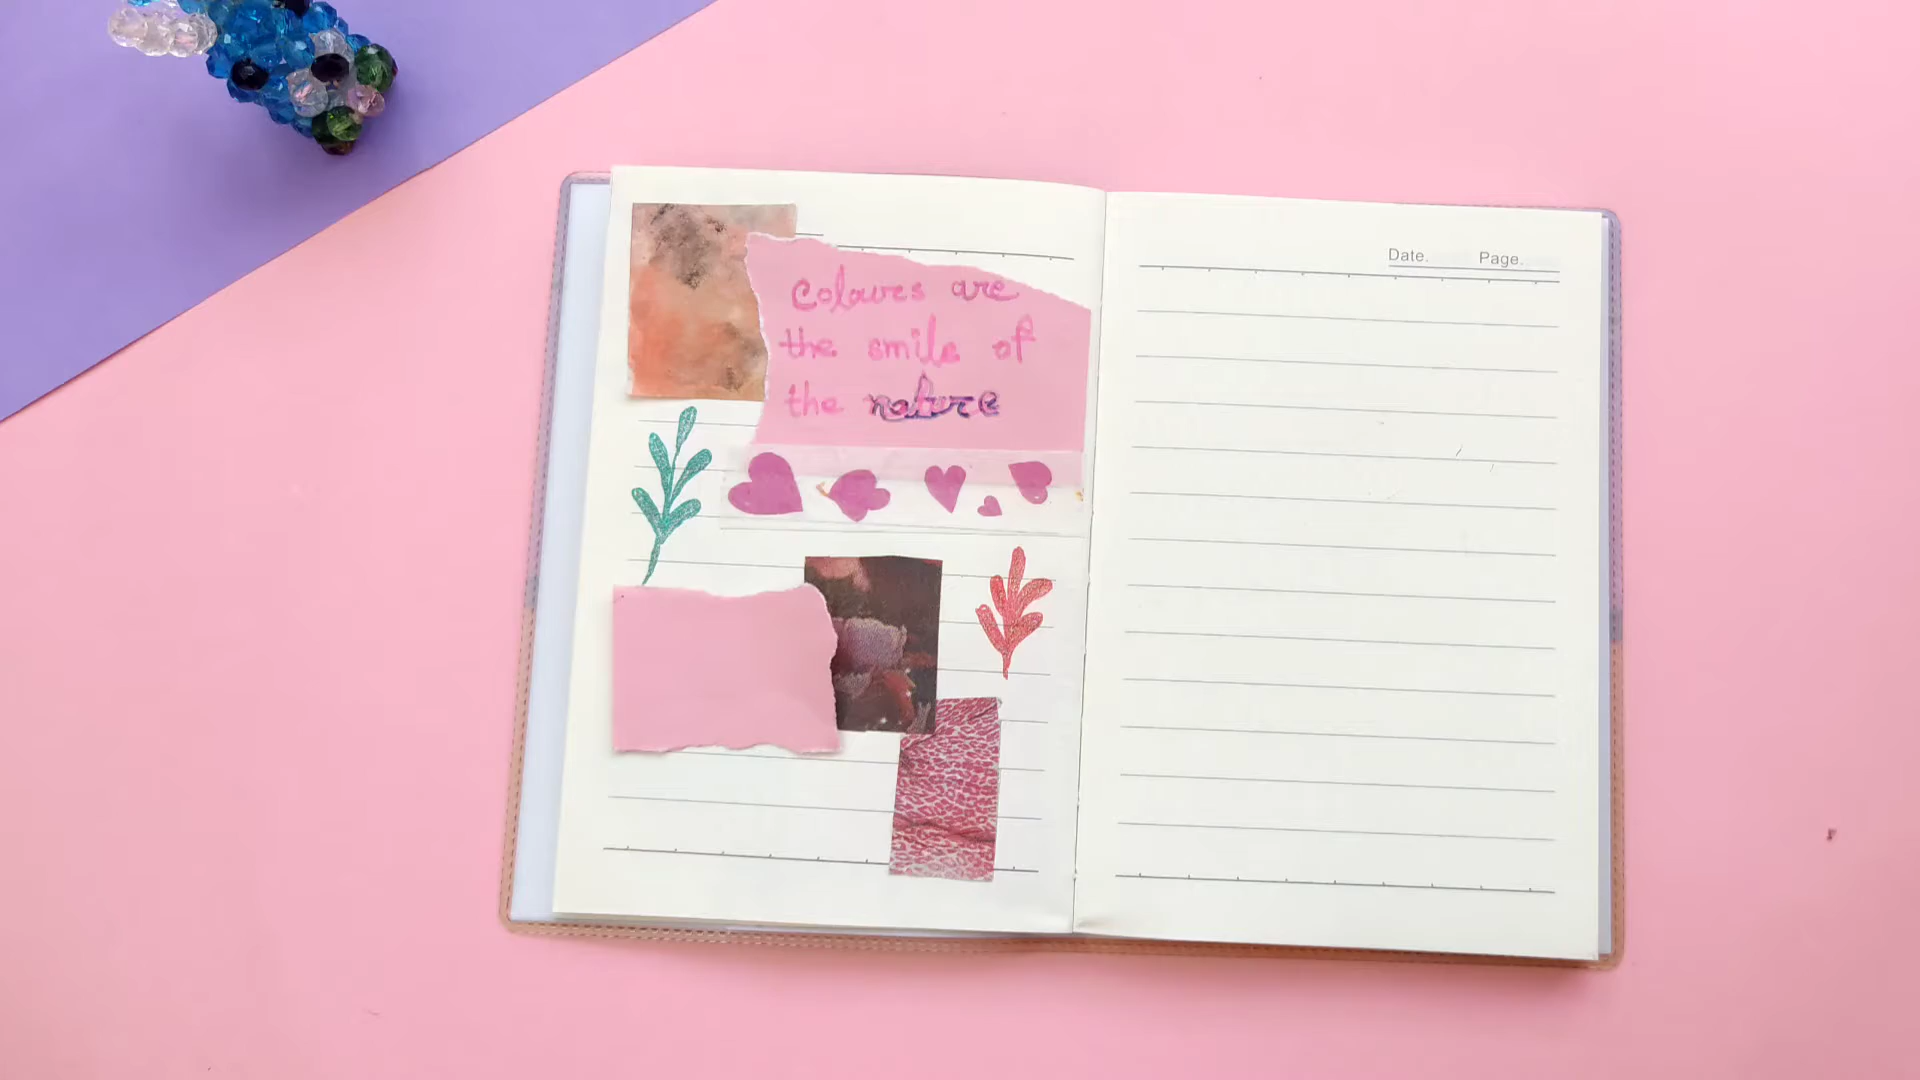 Colours are
the smile of
the nature
Date. Page.